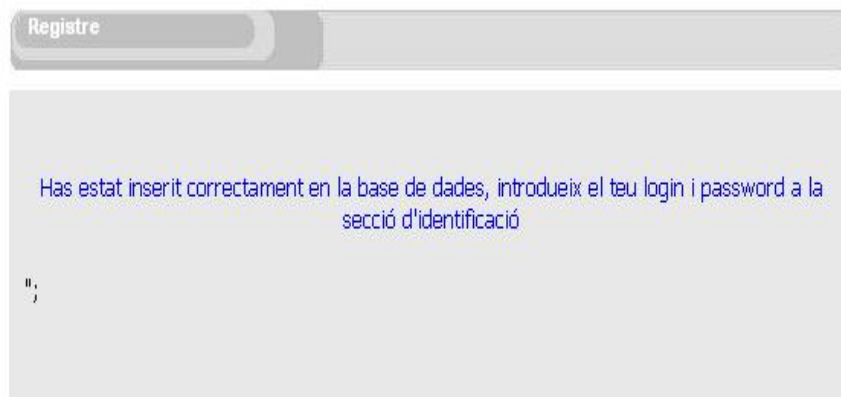 Registre
Has estat inserit correctament en la base de dades, introdueix el teu login i password a la
secció d'identificació
";